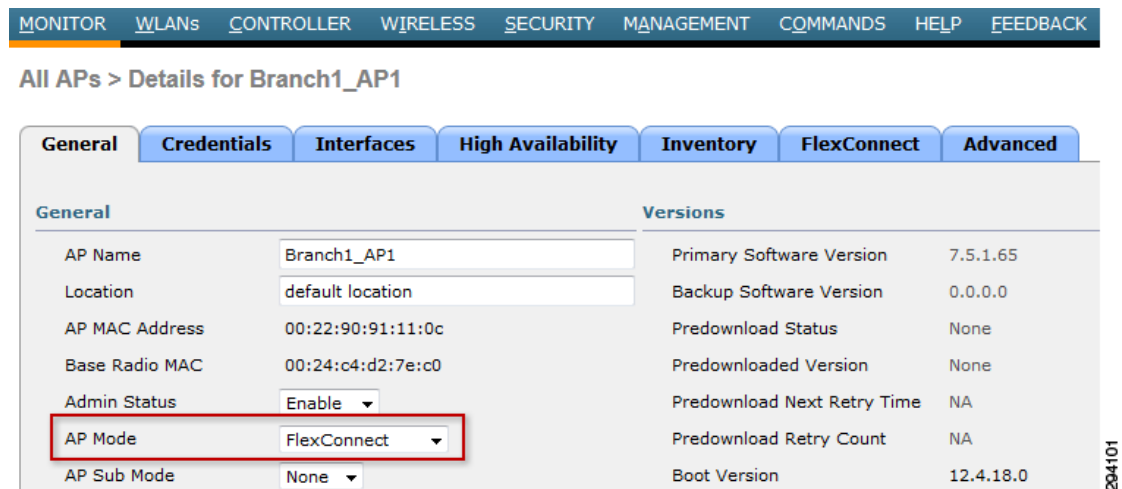 MONITOR WLANs CONTROLLER WIRELESS SECURITY MANAGEMENT COMMANDS HELP FEEDBACK
All APs > Details for Branch1_AP1
General Credentials Interfaces High Availability Inventory FlexConnect Advanced
General
AP Name Branch1_AP1
Location default location
AP MAC Address 00:22:90:91:11:0c
Base Radio MAC 00:24:c4:d2:7e:c0
Admin Status Enable
AP Mode FlexConnect
AP Sub Mode None
Versions
Primary Software Version 7.5.1.65
Backup Software Version 0.0.0.0
Predownload Status None
Predownloaded Version None
Predownload Next Retry Time NA
Predownload Retry Count NA
Boot Version 12.4.18.0
294101